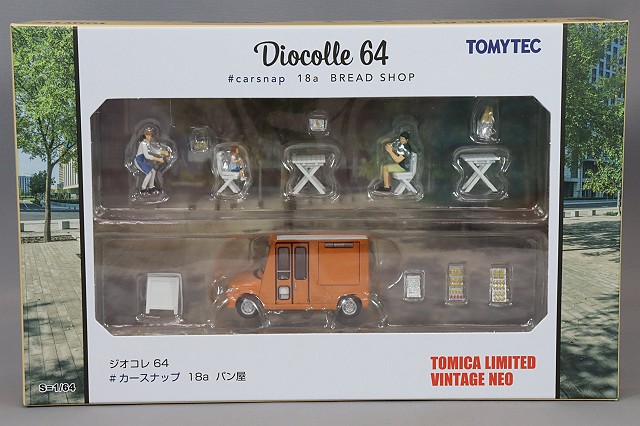 Diocolle 64
TOMYTEC
#carsnap 18a BREAD SHOP
ジオコレ 64
# カースナップ 18a パン屋
TOMICA LIMITED
VINTAGE NEO
S=1/64